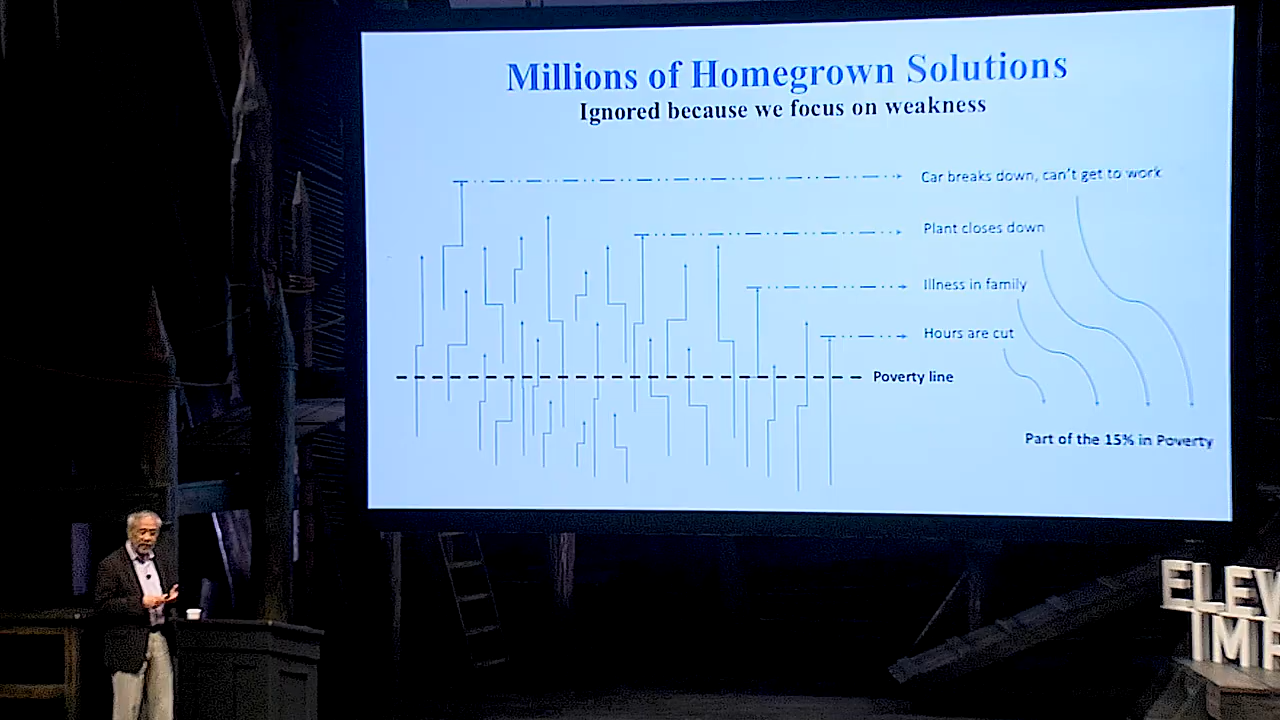 Millions of Homegrown Solutions
Ignored because we focus on weakness
Car breaks down, can't get to work
Plant closes down
Illness in family
Hours are cut
Poverty line
Part of the 15% in Poverty